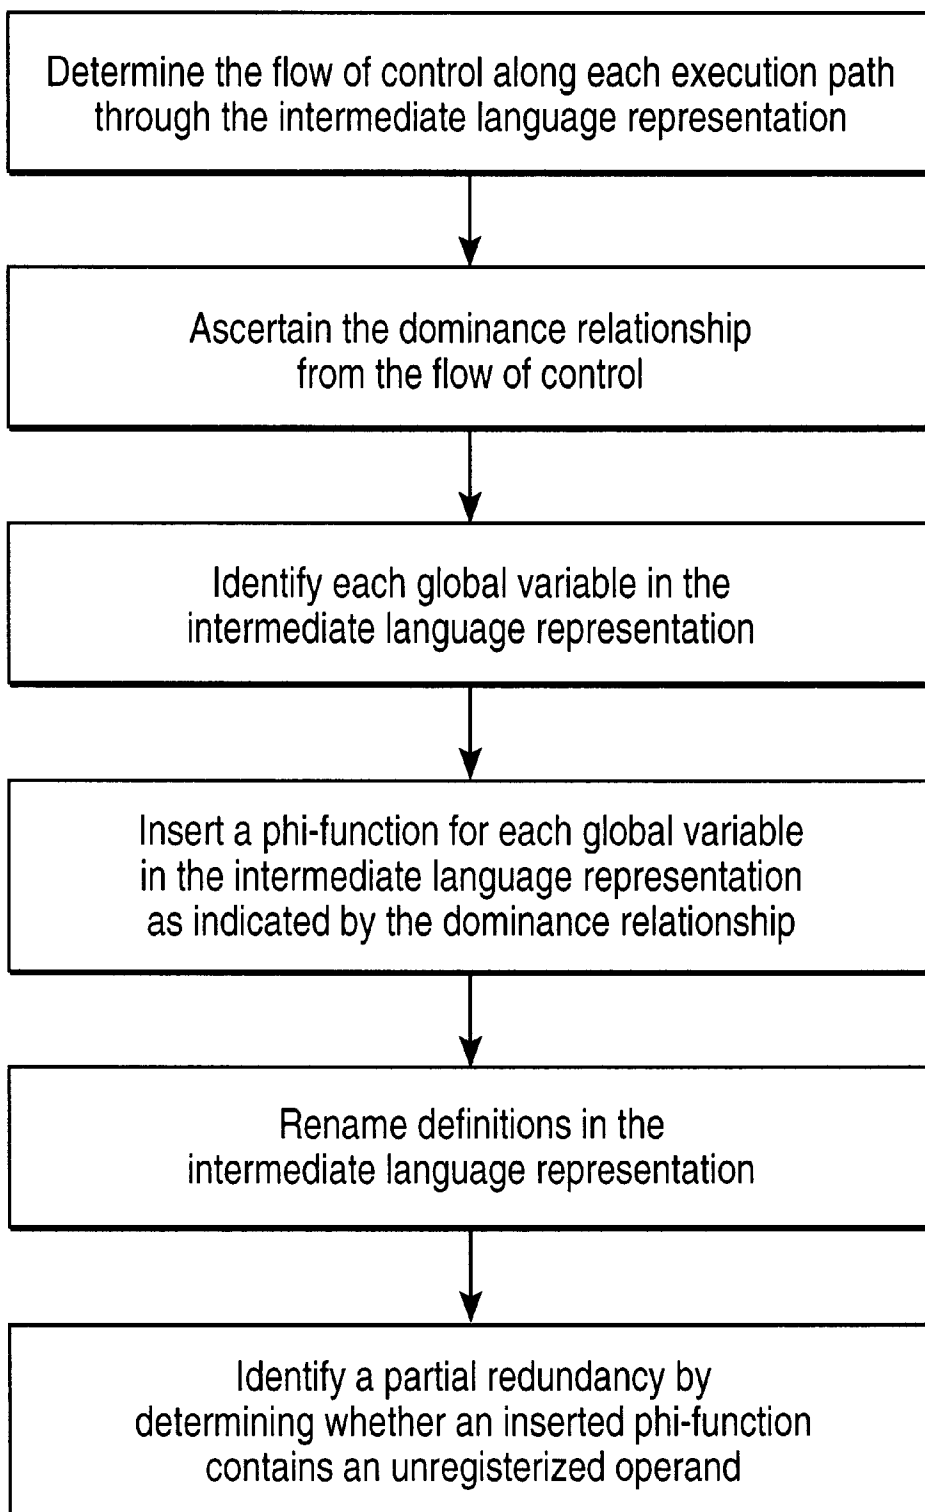 Determine the flow of control along each execution path
through the intermediate language representation
Ascertain the dominance relationship
from the flow of control
Identify each global variable in the
intermediate language representation
Insert a phi-function for each global variable
in the intermediate language representation
as indicated by the dominance relationship
Rename definitions in the
intermediate language representation
Identify a partial redundancy by
determining whether an inserted phi-function
contains an unregisterized operand